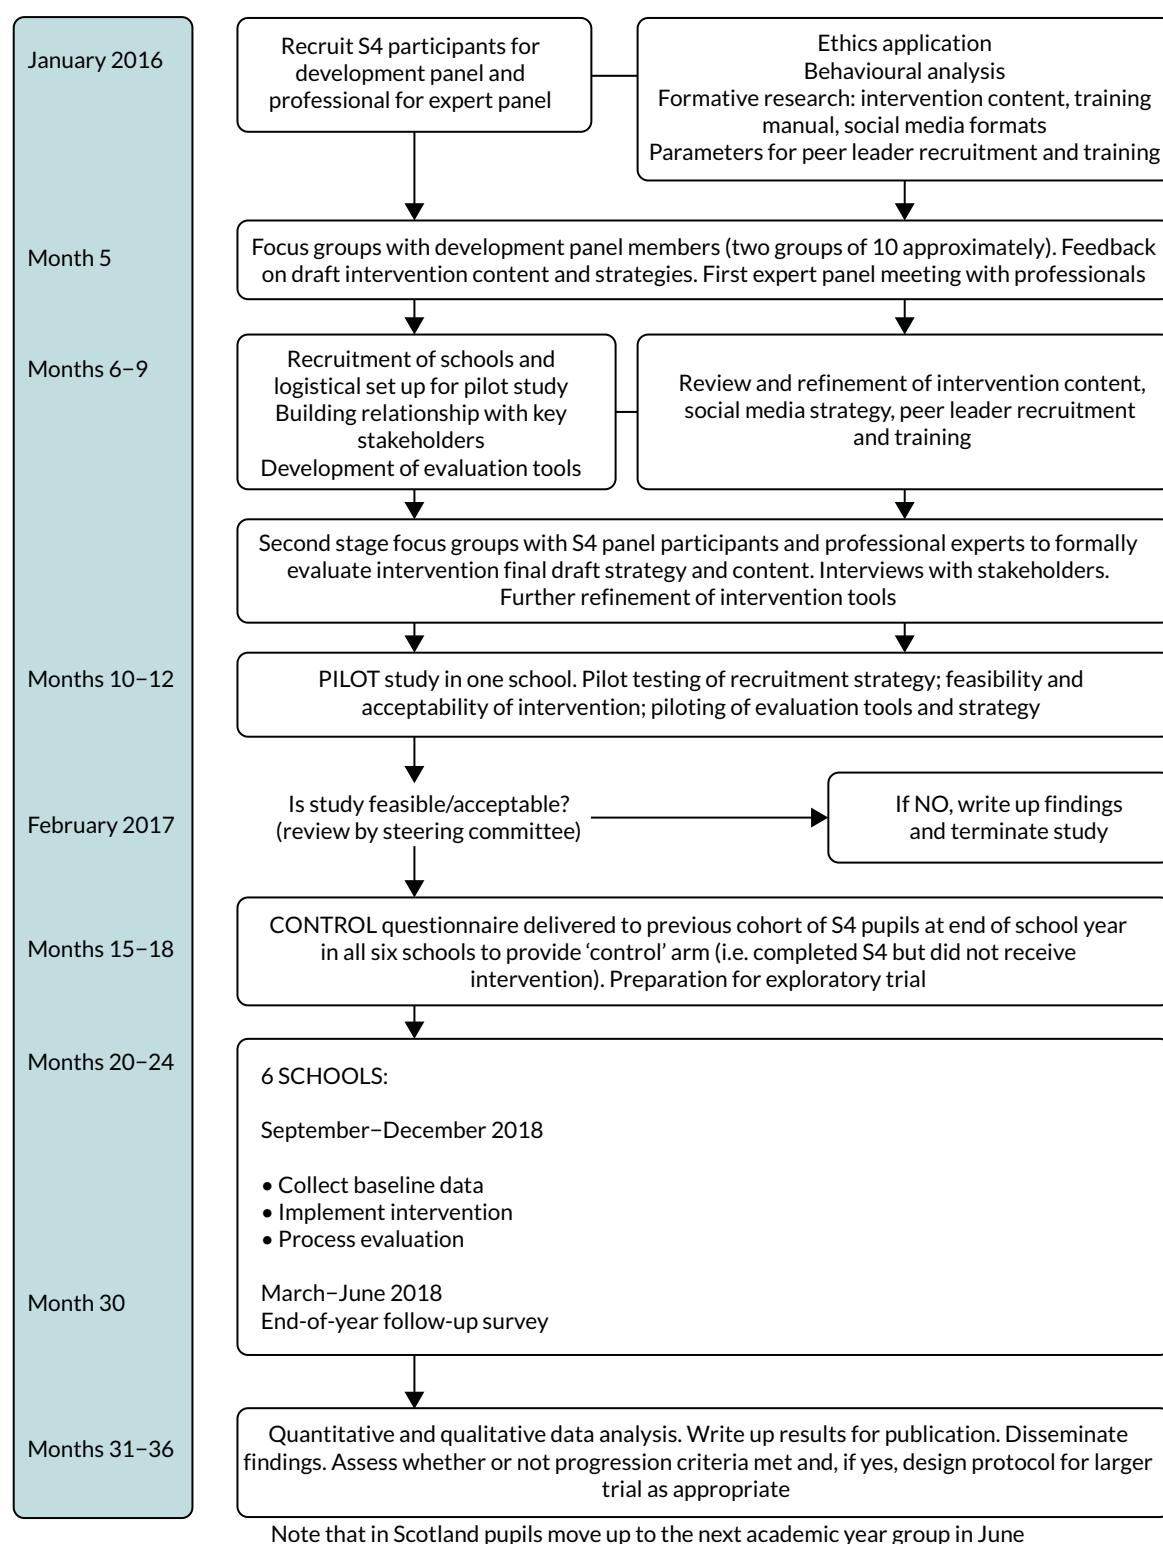 January 2016
Recruit S4 participants for
development panel and
professional for expert panel
Ethics application
Behavioural analysis
Formative research: intervention content, training
manual, social media formats
Parameters for peer leader recruitment and training
Month 5
Focus groups with development panel members (two groups of 10 approximately). Feedback
on draft intervention content and strategies. First expert panel meeting with professionals
Months 6–9
Recruitment of schools and
logistical set up for pilot study
Building relationship with key
stakeholders
Development of evaluation tools
Review and refinement of intervention content,
social media strategy, peer leader recruitment
and training
Second stage focus groups with S4 panel participants and professional experts to formally
evaluate intervention final draft strategy and content. Interviews with stakeholders.
Further refinement of intervention tools
Months 10–12
PILOT study in one school. Pilot testing of recruitment strategy; feasibility and
acceptability of intervention; piloting of evaluation tools and strategy
February 2017
Is study feasible/acceptable?
(review by steering committee)
If NO, write up findings
and terminate study
Months 15–18
CONTROL questionnaire delivered to previous cohort of S4 pupils at end of school year
in all six schools to provide ‘control’ arm (i.e. completed S4 but did not receive
intervention). Preparation for exploratory trial
Months 20–24
6 SCHOOLS:
September–December 2018
• Collect baseline data
• Implement intervention
• Process evaluation
Month 30
March–June 2018
End-of-year follow-up survey
Months 31–36
Quantitative and qualitative data analysis. Write up results for publication. Disseminate
findings. Assess whether or not progression criteria met and, if yes, design protocol for larger
trial as appropriate
Note that in Scotland pupils move up to the next academic year group in June